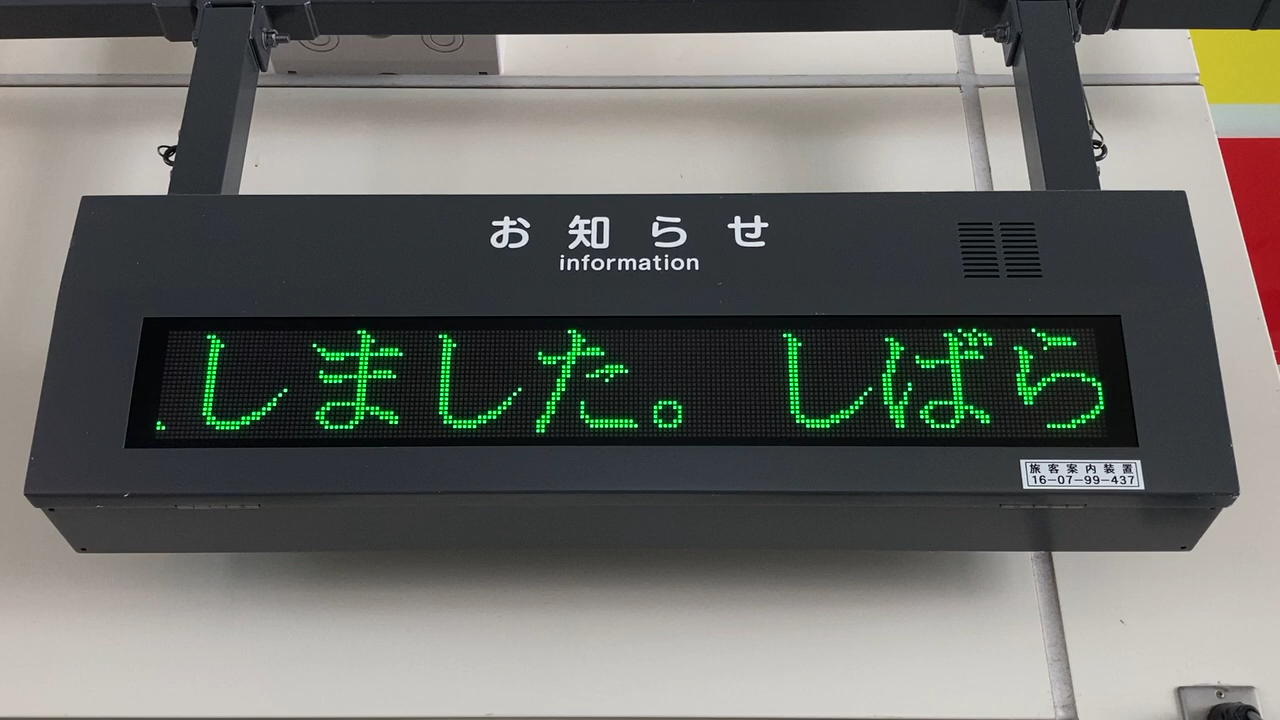 お知らせ
information
しました。 しばら
旅客案内装置
16-07-99-437